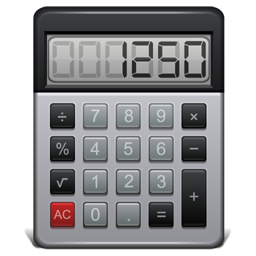 1250
÷ 7 8 9 ×
% 4 5 6 −
√ 1 2 3 +
AC 0 . =